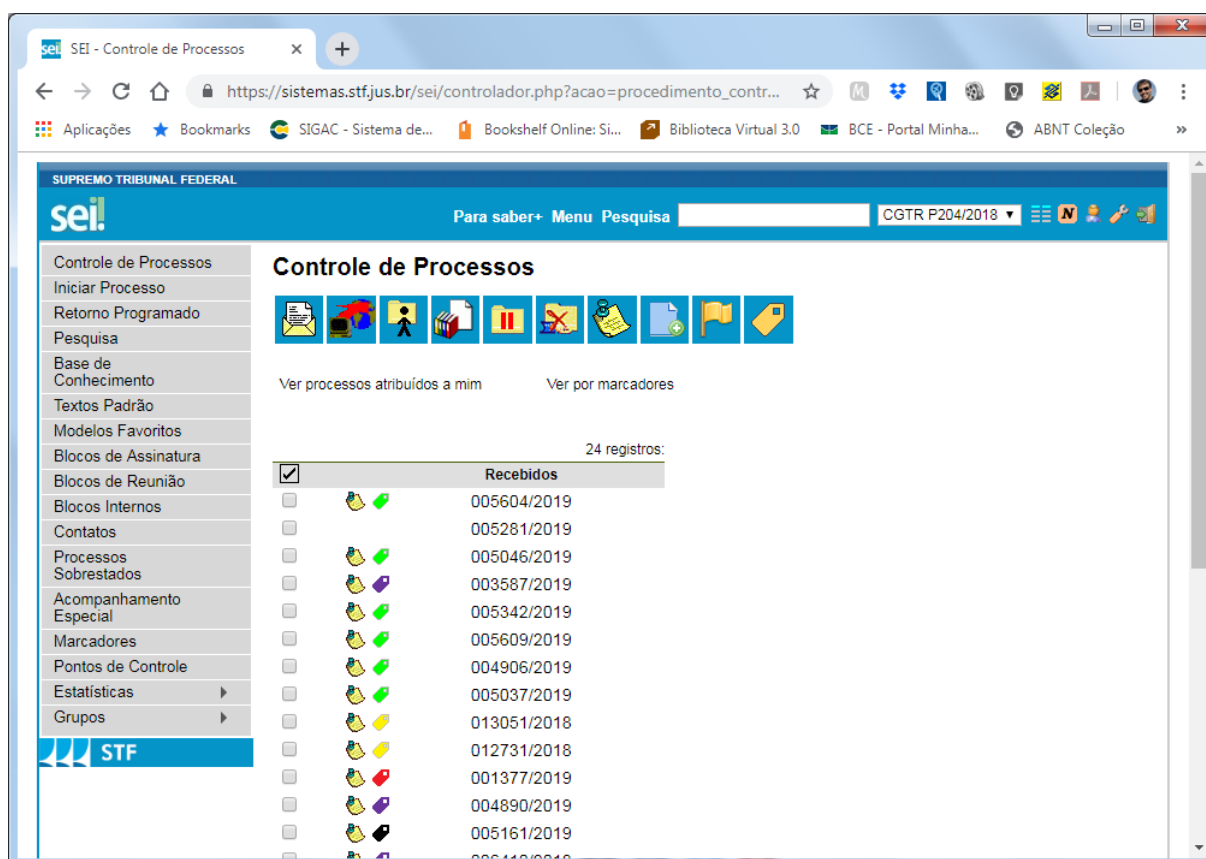 sei! SEI - Controle de Processos
https://sistemas.stf.jus.br/sei/controlador.php?acao=procedimento_contr...
Aplicações Bookmarks SIGAC - Sistema de... Bookshelf Online: Si... Biblioteca Virtual 3.0 BCE - Portal Minha... ABNT Coleção »
SUPREMO TRIBUNAL FEDERAL
sei! Para saber+ Menu Pesquisa CGTR P204/2018 N
Controle de Processos
Iniciar Processo
Retorno Programado
Pesquisa
Base de
Conhecimento
Textos Padrão
Modelos Favoritos
Blocos de Assinatura
Blocos de Reunião
Blocos Internos
Contatos
Processos
Sobrestados
Acompanhamento
Especial
Marcadores
Pontos de Controle
Estatísticas
Grupos
STF
Controle de Processos
Ver processos atribuídos a mim Ver por marcadores
24 registros:
Recebidos
005604/2019
005281/2019
005046/2019
003587/2019
005342/2019
005609/2019
004906/2019
005037/2019
013051/2018
012731/2018
001377/2019
004890/2019
005161/2019